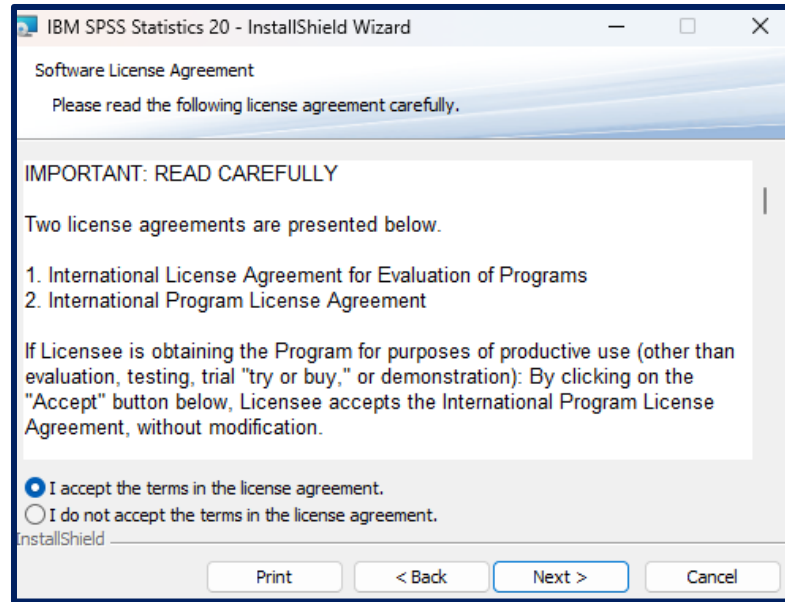 IBM SPSS Statistics 20 - InstallShield Wizard
Software License Agreement
Please read the following license agreement carefully.
IMPORTANT: READ CAREFULLY
Two license agreements are presented below.
1. International License Agreement for Evaluation of Programs
2. International Program License Agreement
If Licensee is obtaining the Program for purposes of productive use (other than
evaluation, testing, trial "try or buy," or demonstration): By clicking on the
"Accept" button below, Licensee accepts the International Program License
Agreement, without modification.
I accept the terms in the license agreement.
I do not accept the terms in the license agreement.
InstallShield
Print < Back Next > Cancel